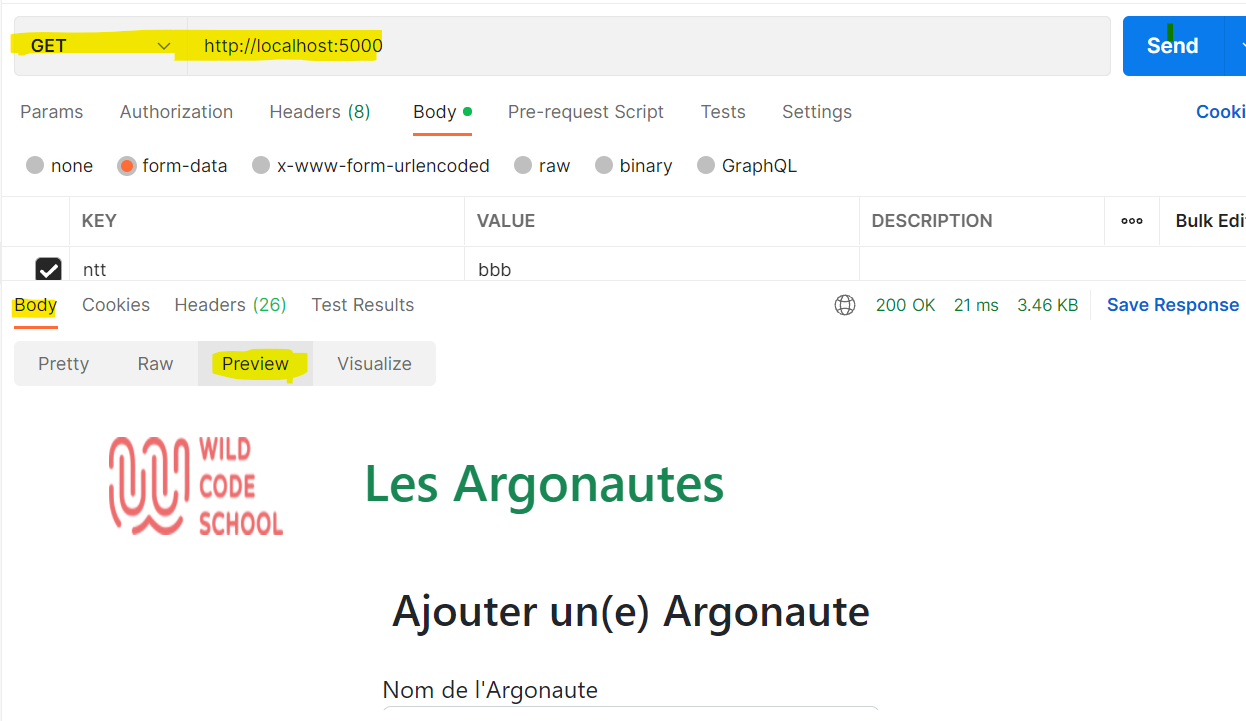 GET http://localhost:5000 Send
Params Authorization Headers (8) Body Pre-request Script Tests Settings Cooki
none form-data x-www-form-urlencoded raw binary GraphQL
KEY VALUE DESCRIPTION ooo Bulk Edi
ntt bbb
Body Cookies Headers (26) Test Results 200 OK 21 ms 3.46 KB Save Response
Pretty Raw Preview Visualize
WILD
CODE
SCHOOL
Les Argonautes
Ajouter un(e) Argonaute
Nom de l'Argonaute